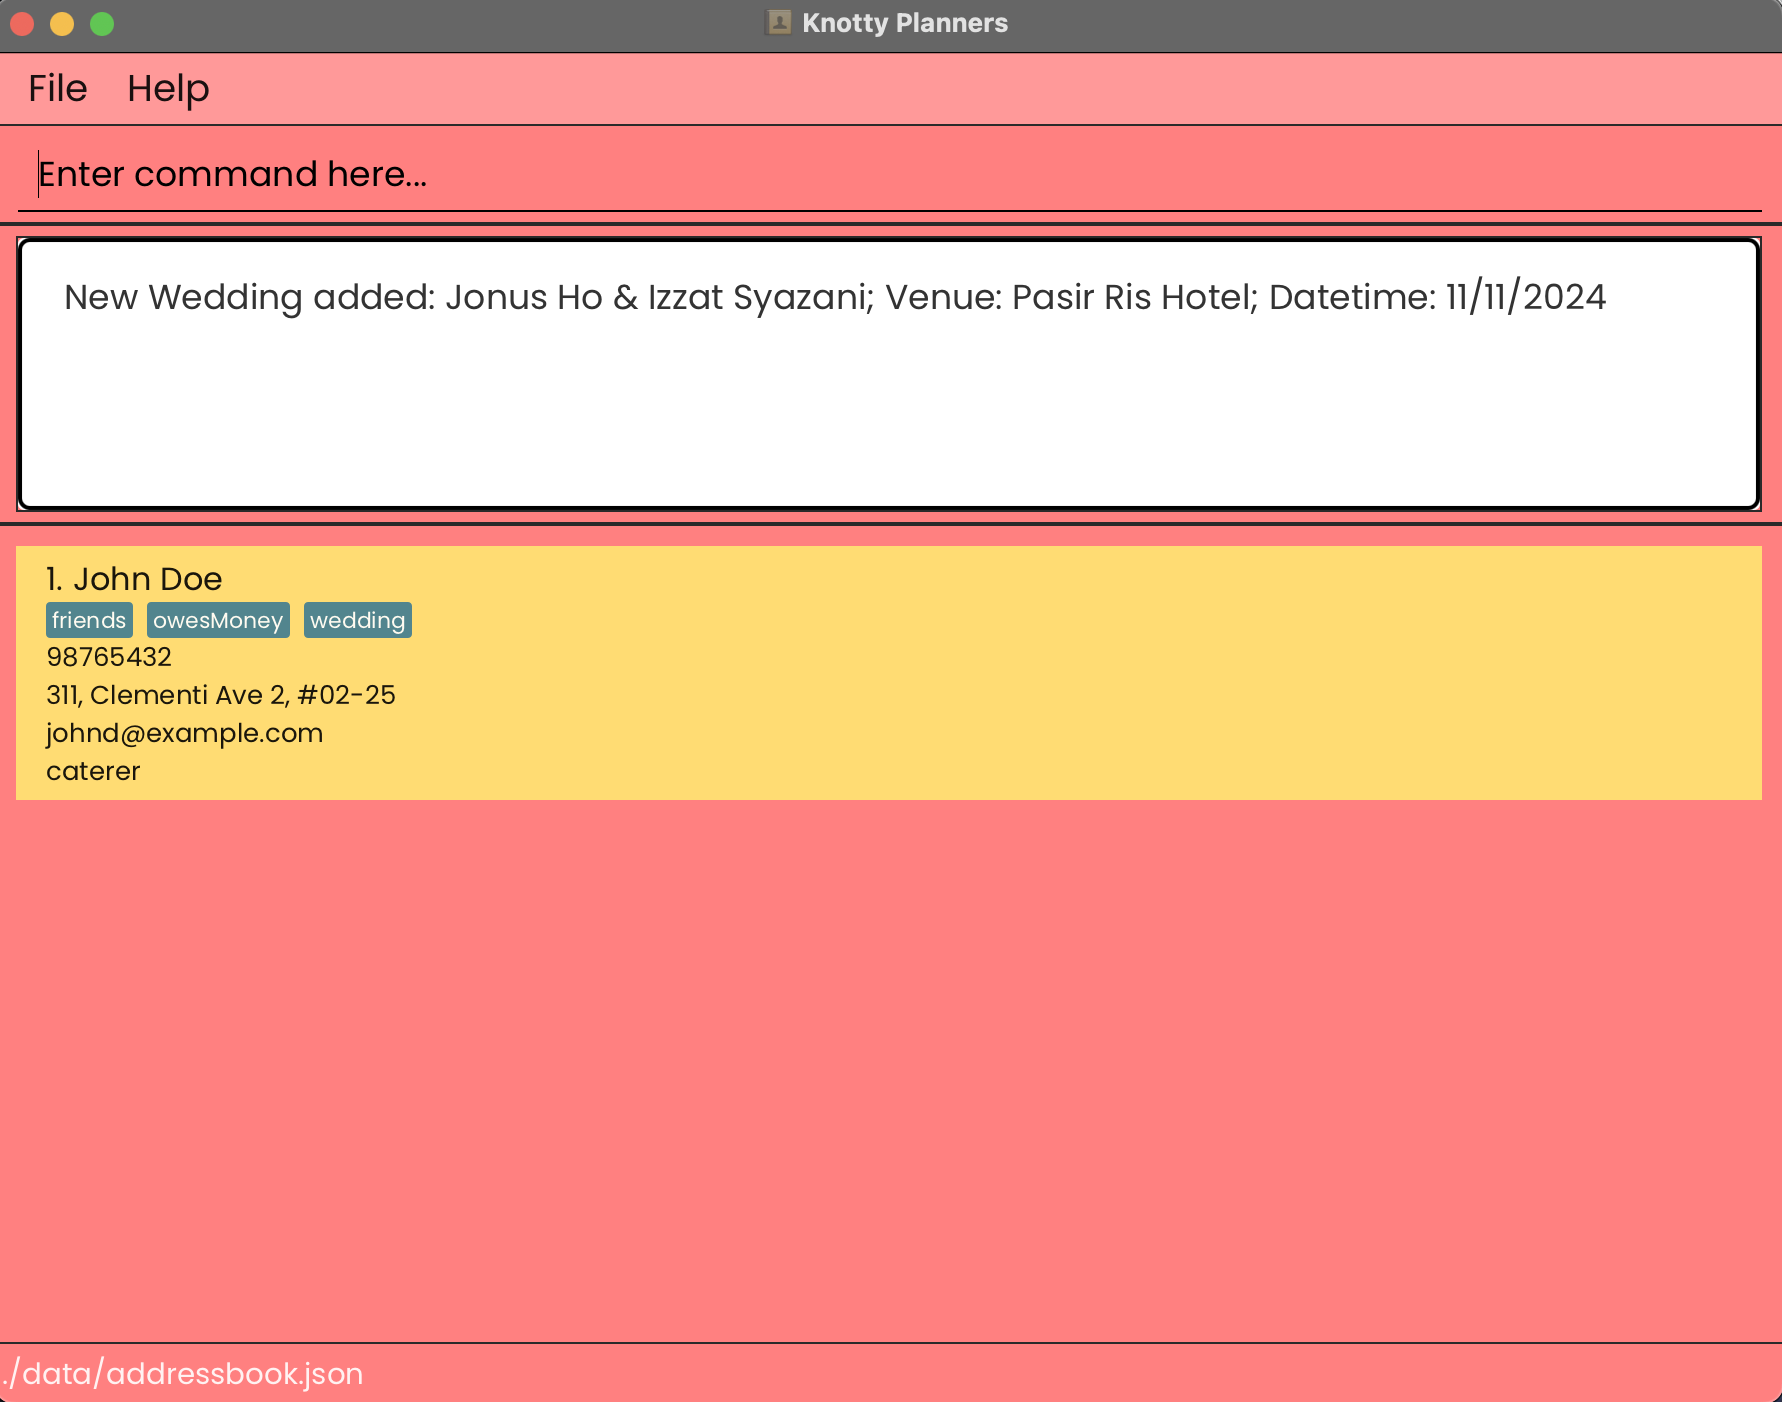 Knotty Planners
File Help
Enter command here...
New Wedding added: Jonus Ho & Izzat Syazani; Venue: Pasir Ris Hotel; Datetime: 11/11/2024
1. John Doe
friends owesMoney wedding
98765432
311, Clementi Ave 2, #02-25
johnd@example.com
caterer
./data/addressbook.json